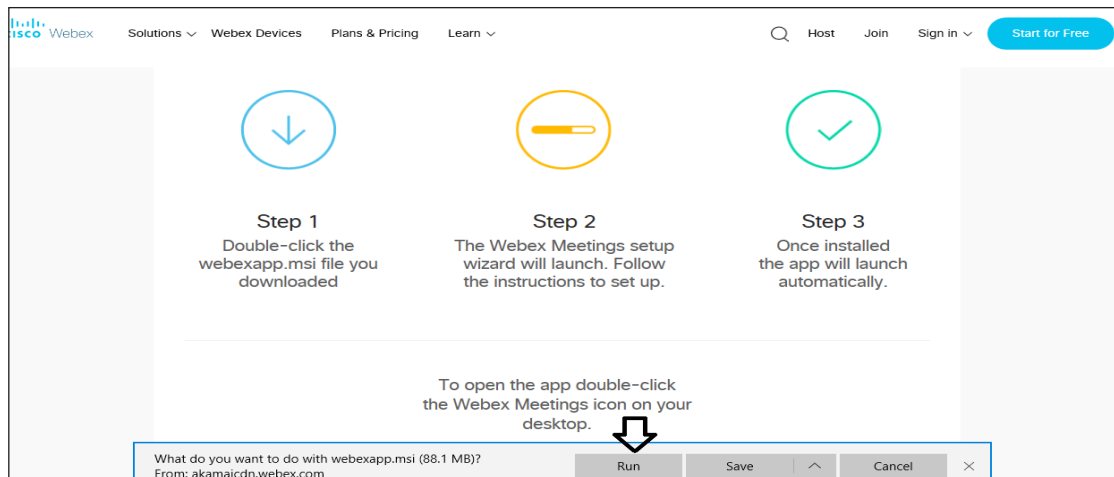 CISCO Webex Solutions Webex Devices Plans & Pricing Learn Host Join Sign in Start for Free
Step 1
Double-click the
webexapp.msi file you
downloaded
Step 2
The Webex Meetings setup
wizard will launch. Follow
the instructions to set up.
Step 3
Once installed
the app will launch
automatically.
To open the app double-click
the Webex Meetings icon on your
desktop.
What do you want to do with webexapp.msi (88.1 MB)?
From: akamaicdn.webex.com
Run Save Cancel